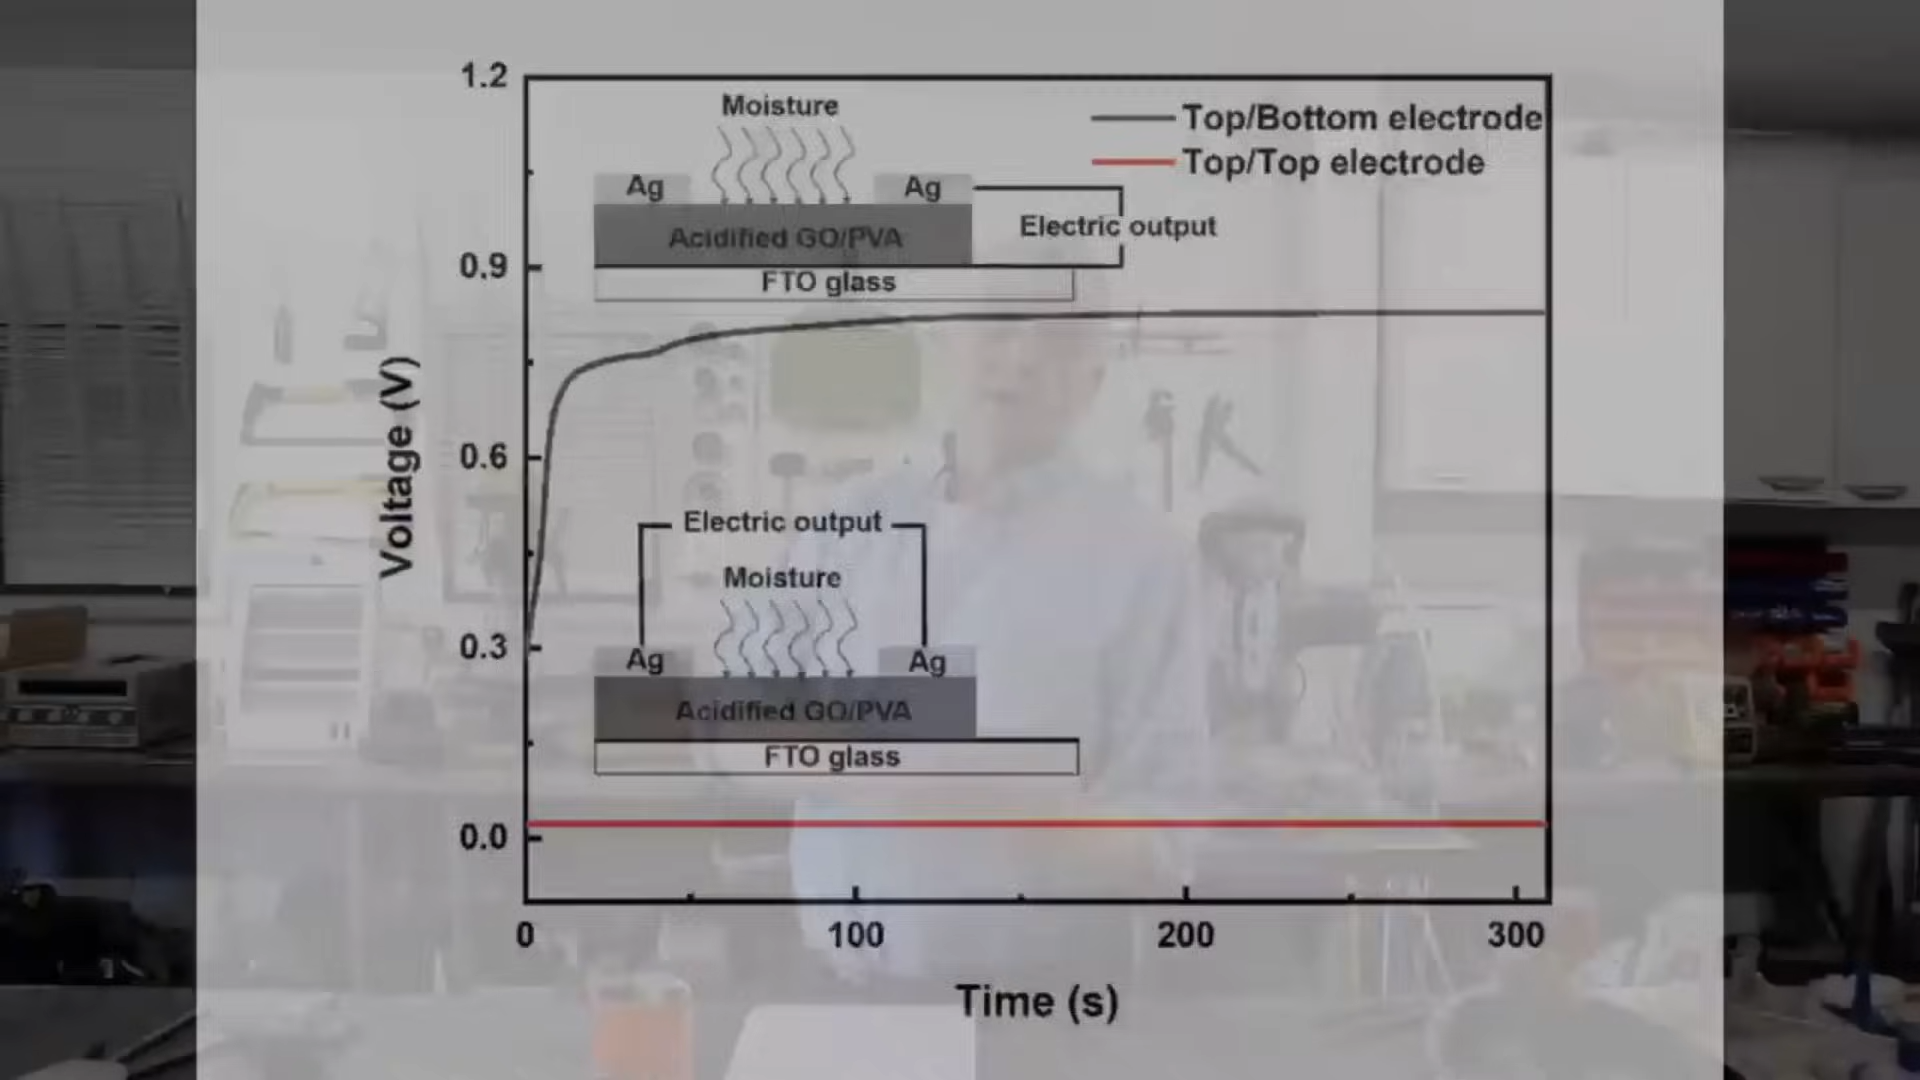 1.2
Moisture
Top/Bottom electrode
Top/Top electrode
Ag
Ag
Electric output
Acidified GO/PVA
0.9
FTO glass
Voltage (V)
0.6
Electric output
Moisture
0.3
Ag
Ag
Acidified GO/PVA
FTO glass
0.0
0
100
200
300
Time (s)